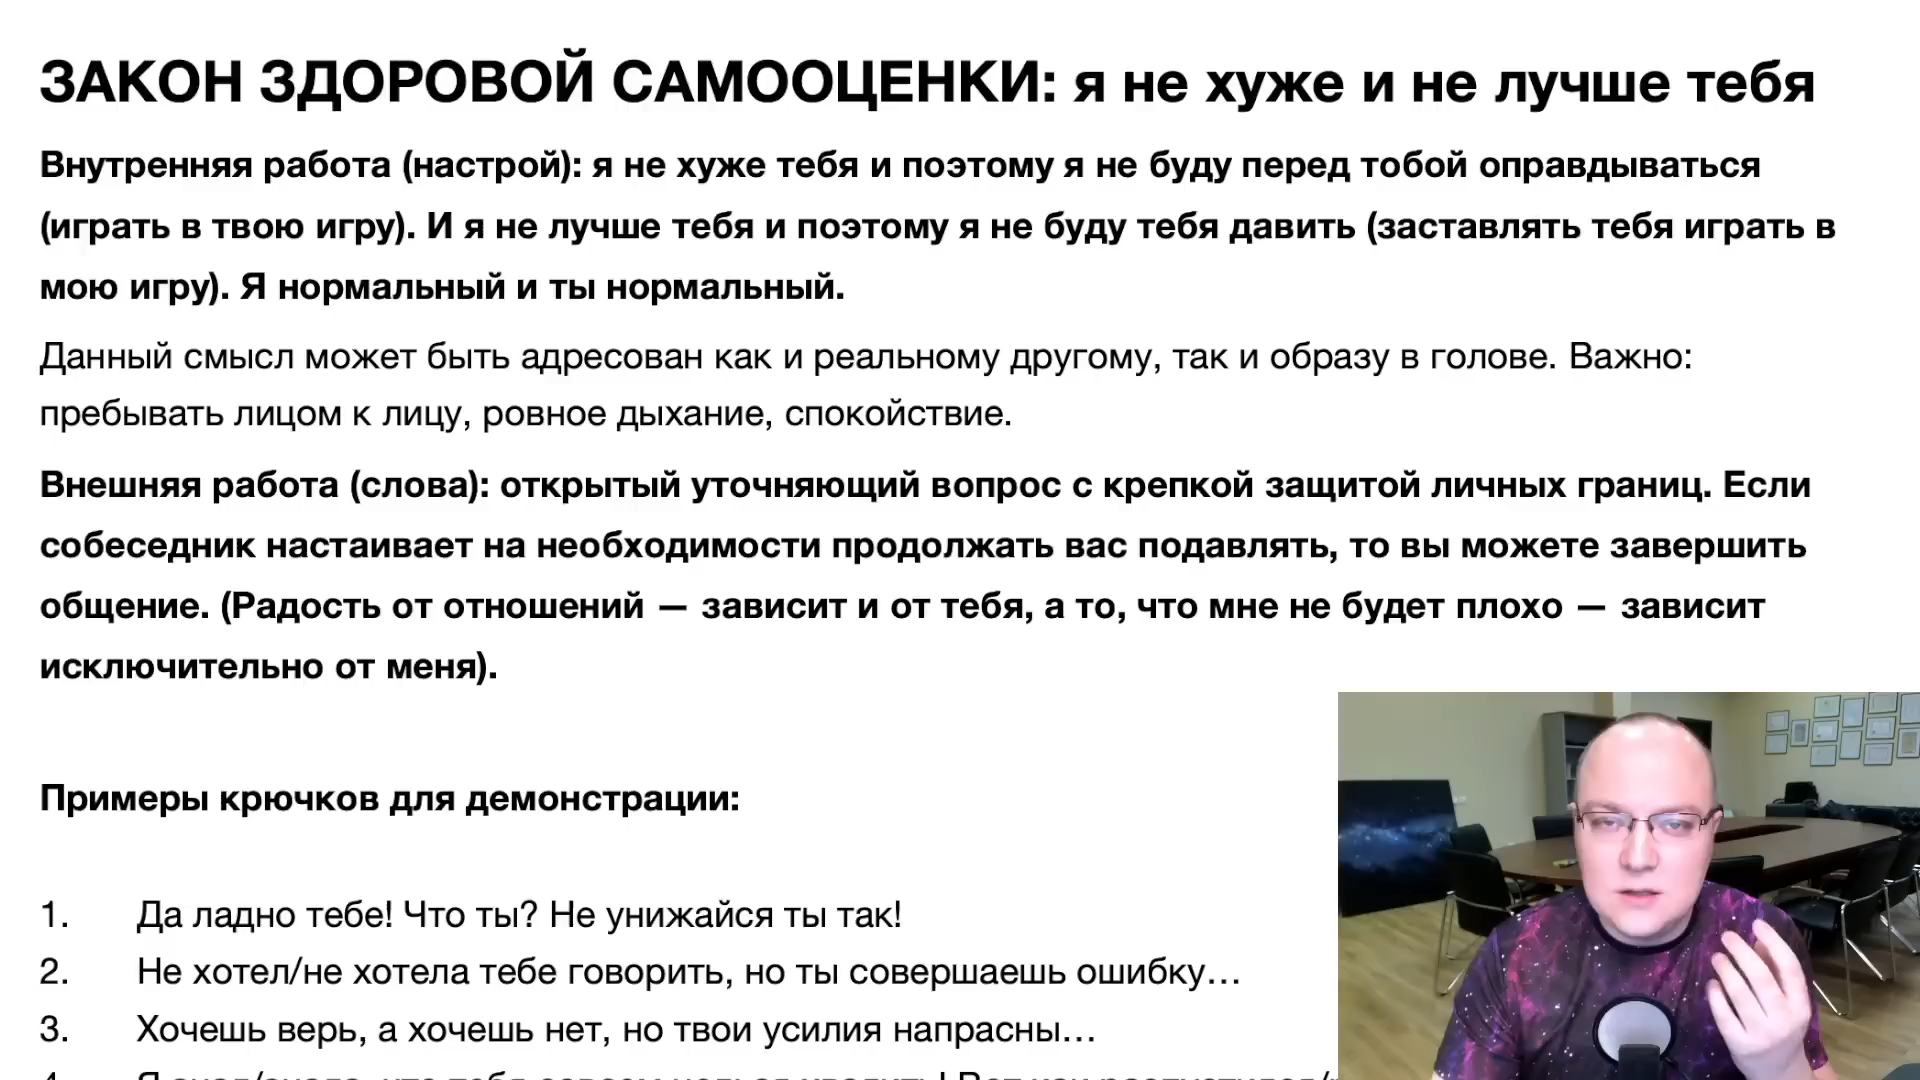 ЗАКОН ЗДОРОВОЙ САМООЦЕНКИ: я не хуже и не лучше тебя
Внутренняя работа (настрой): я не хуже тебя и поэтому я не буду перед тобой оправдываться
(играть в твою игру). И я не лучше тебя и поэтому я не буду тебя давить (заставлять тебя играть в
мою игру). Я нормальный и ты нормальный.
Данный смысл может быть адресован как и реальному другому, так и образу в голове. Важно:
пребывать лицом к лицу, ровное дыхание, спокойствие.
Внешняя работа (слова): открытый уточняющий вопрос с крепкой защитой личных границ. Если
собеседник настаивает на необходимости продолжать вас подавлять, то вы можете завершить
общение. (Радость от отношений — зависит и от тебя, а то, что мне не будет плохо — зависит
исключительно от меня).
Примеры крючков для демонстрации:
1. Да ладно тебе! Что ты? Не унижайся ты так!
2. Не хотел/не хотела тебе говорить, но ты совершаешь ошибку…
3. Хочешь верь, а хочешь нет, но твои усилия напрасны…